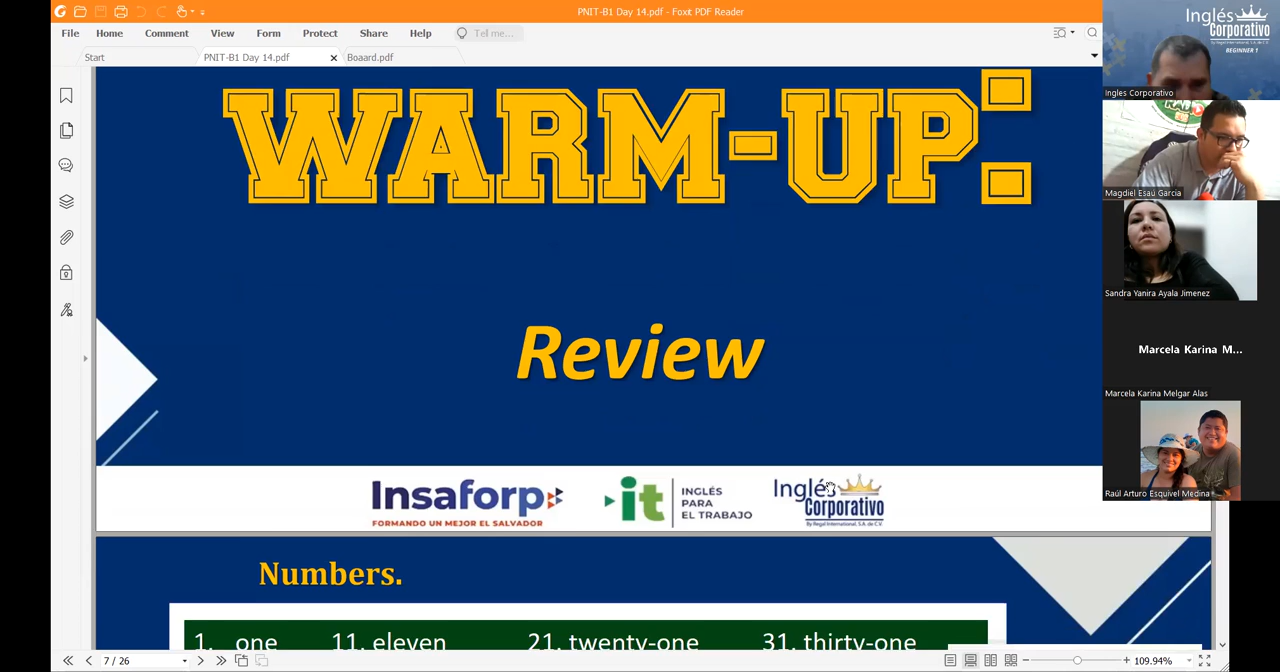 PNIT-B1 Day 14.pdf - Foxit PDF Reader
File Home Comment View Form Protect Share Help Tell me...
Start PNIT-B1 Day 14.pdf Boaard.pdf
WARM-UP:
Review
Insaforp
FORMANDO UN MEJOR EL SALVADOR
it
INGLÉS
PARA
EL TRABAJO
Inglés
Corporativo
By Regal International, S.A. de C.V.
Numbers.
1. one 11. eleven 21. twenty-one 31. thirty-one
7 / 26
109.94%
Inglés
Corporativo
BEGINNER 1
Ingles Corporativo
Magdiel Esau Garcia
Sandra Yanira Ayala Jimenez
Marcela Karina M...
Marcela Karina Melgar Alas
Raúl Arturo Esquivel Medina